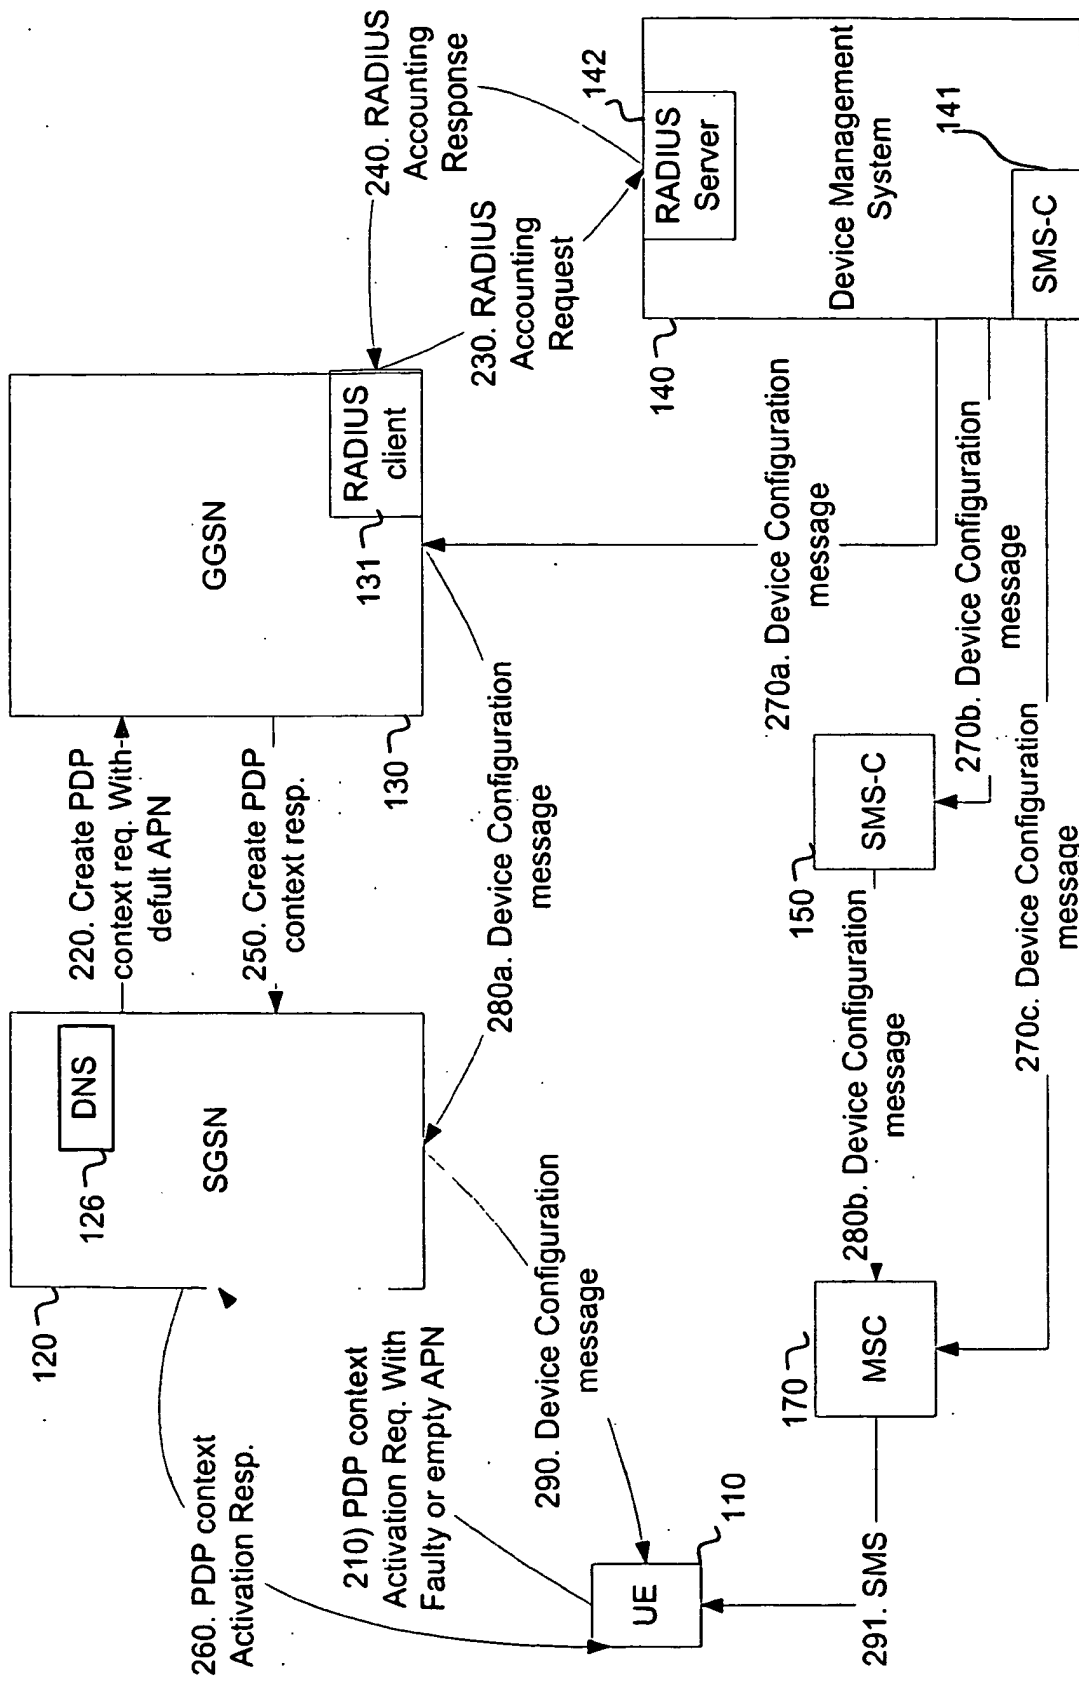 260. PDP context
Activation Resp.
120
126
DNS
SGSN
220. Create PDP
context req. With
defult APN
250. Create PDP
context resp.
130
GGSN
131
RADIUS
client
240. RADIUS
Accounting
Response
230. RADIUS
Accounting
Request
142
RADIUS
Server
140
Device Management
System
141
SMS-C
210) PDP context
Activation Req. With
Faulty or empty APN
290. Device Configuration
message
280a. Device Configuration
message
270a. Device Configuration
message
270b. Device Configuration
message
270c. Device Configuration
message
UE
110
291. SMS
170
MSC
280b. Device Configuration
message
150
SMS-C